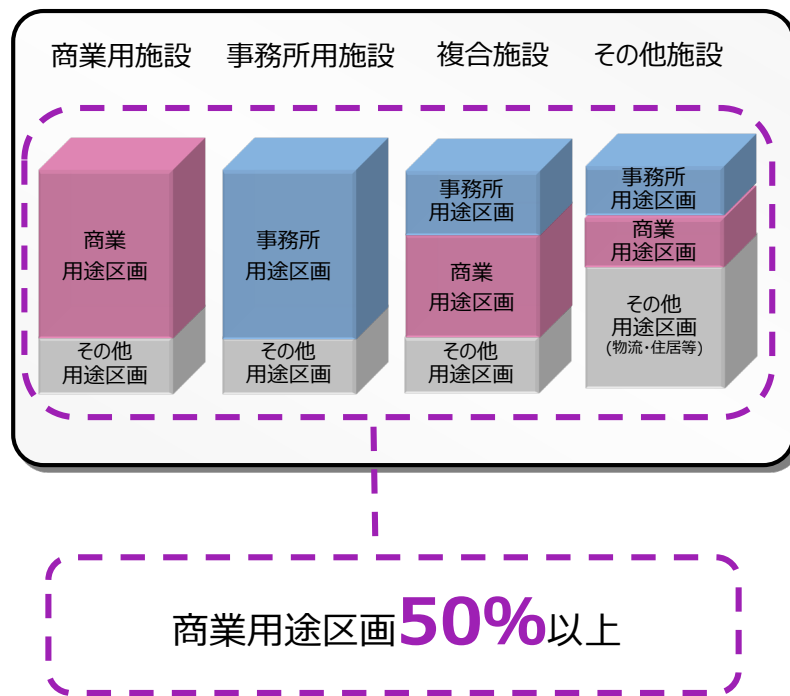 商業用施設
事務所用施設
複合施設
その他施設
商業
用途区画
その他
用途区画
事務所
用途区画
その他
用途区画
事務所
用途区画
商業
用途区画
その他
用途区画
事務所
用途区画
商業
用途区画
その他
用途区画
(物流・住居等)
商業用途区画50%以上